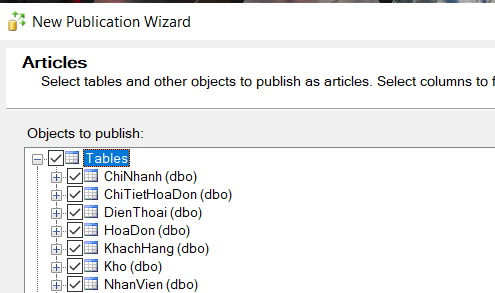 New Publication Wizard
Articles
Select tables and other objects to publish as articles. Select columns to
Objects to publish:
Tables
ChiNhanh (dbo)
ChiTietHoaDon (dbo)
DienThoai (dbo)
HoaDon (dbo)
KhachHang (dbo)
Kho (dbo)
NhanVien (dbo)